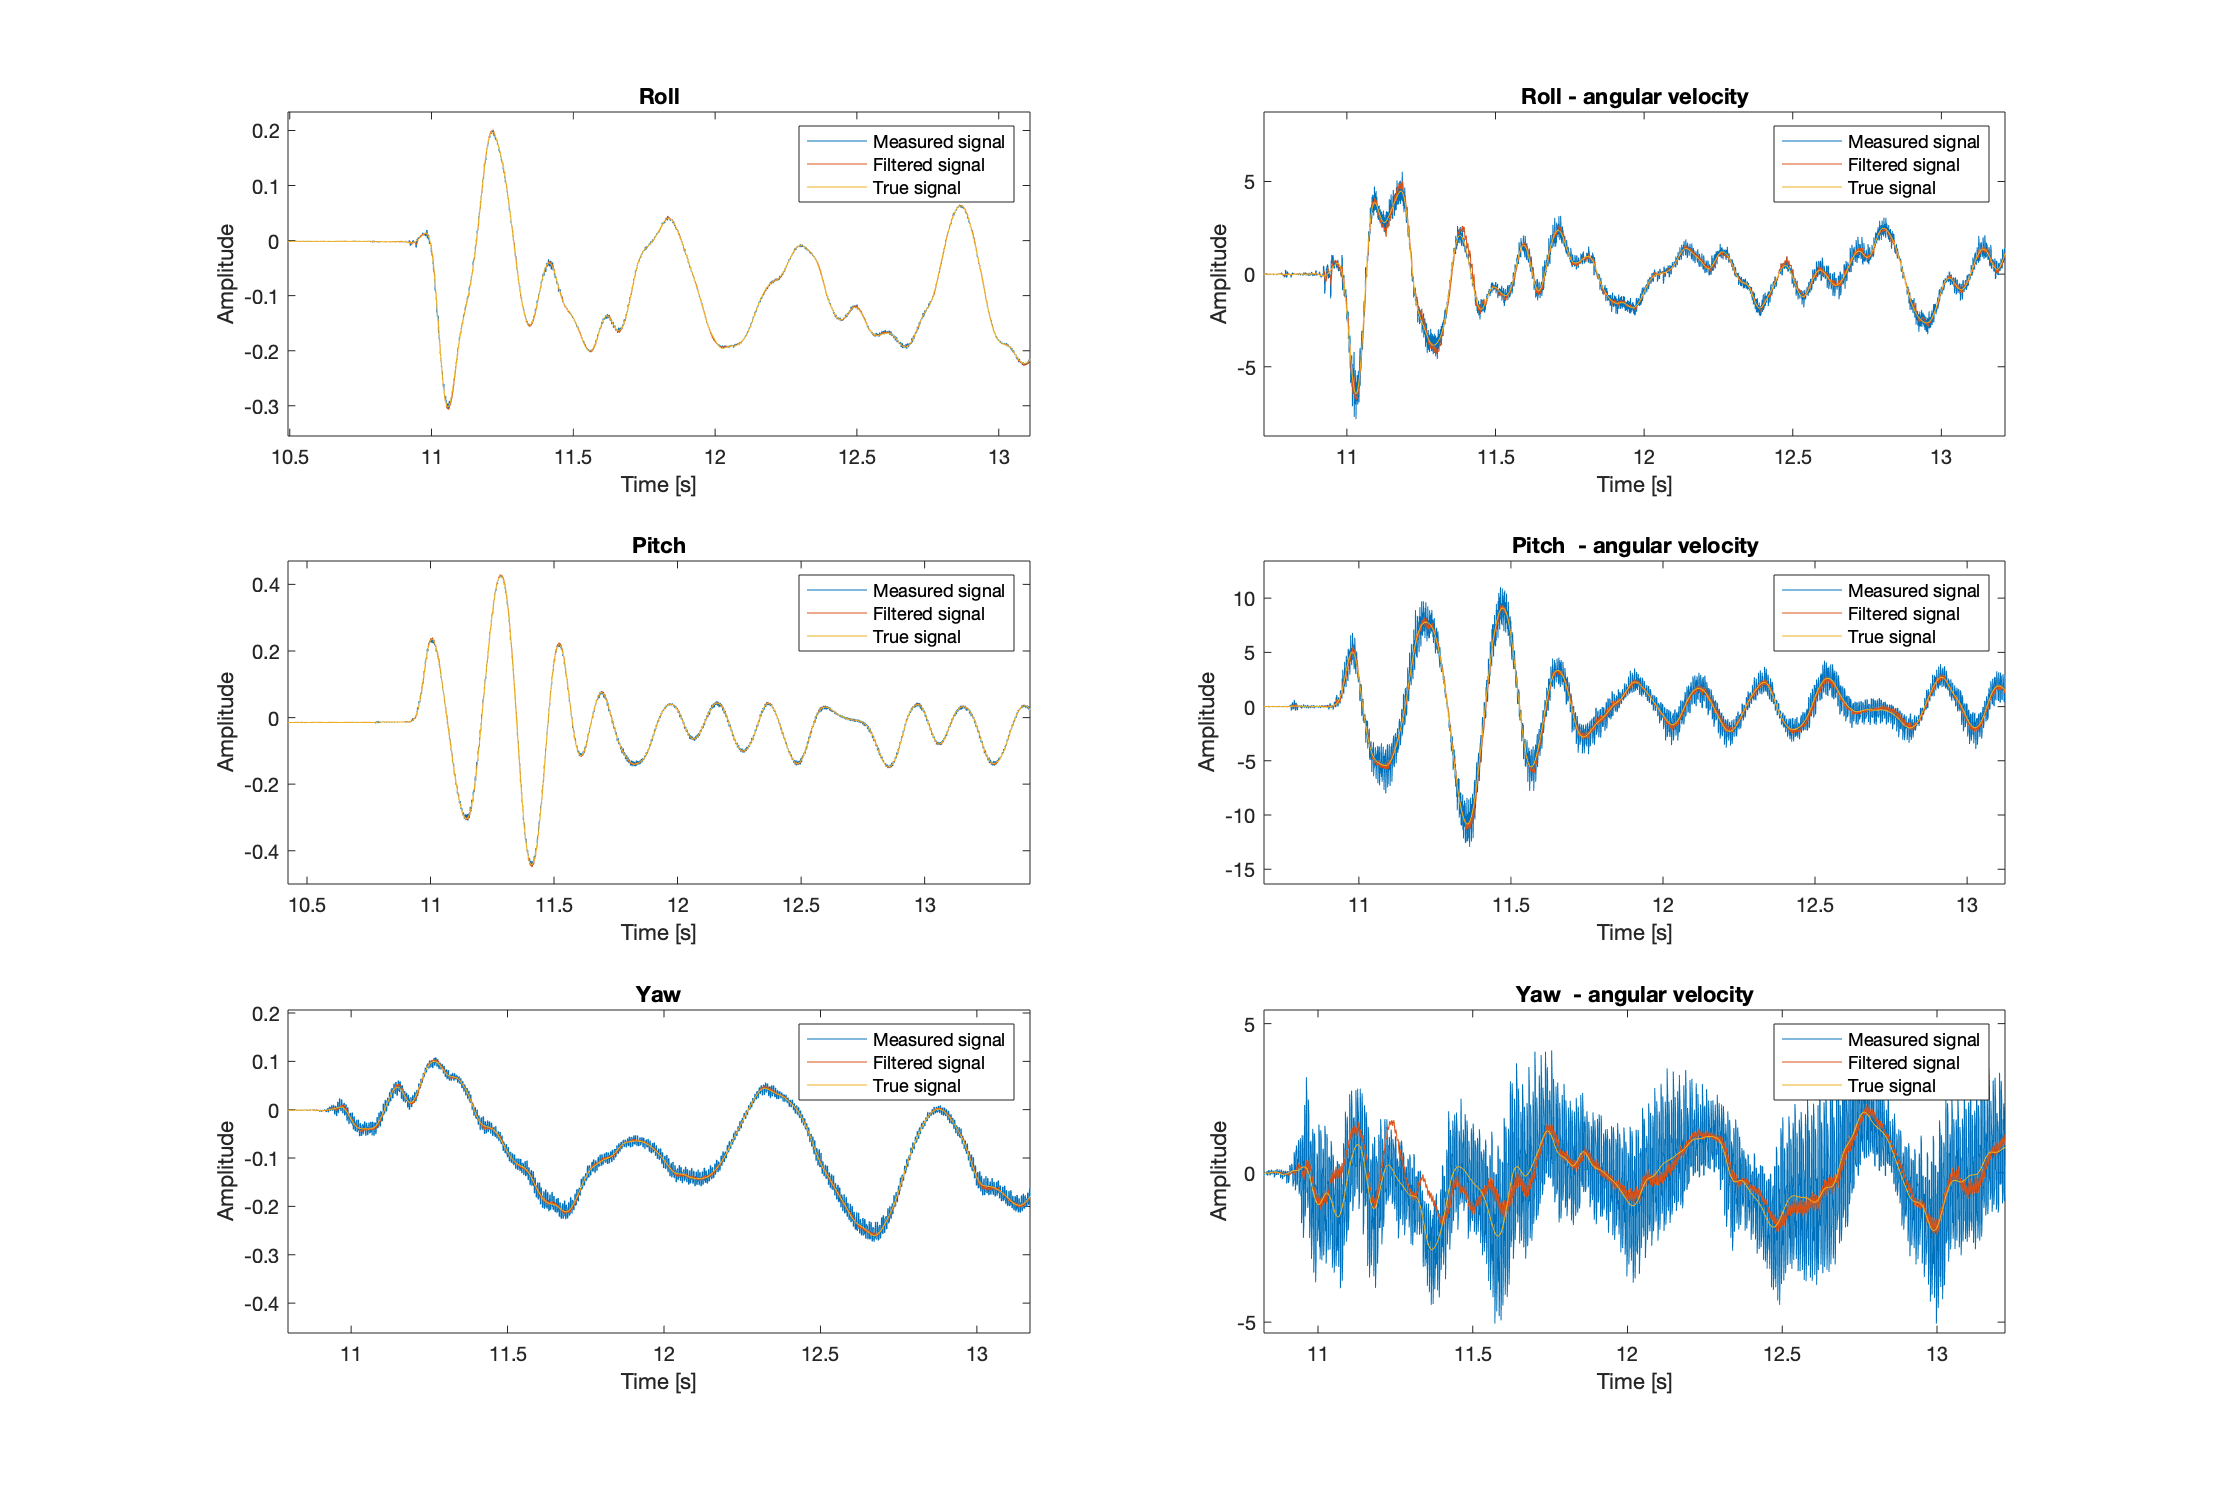 Roll
0.2
0.1
0
-0.1
-0.2
-0.3
Amplitude
10.5 11 11.5 12 12.5 13
Time [s]
Measured signal
Filtered signal
True signal
Roll - angular velocity
5
0
-5
Amplitude
11 11.5 12 12.5 13
Time [s]
Measured signal
Filtered signal
True signal
Pitch
0.4
0.2
0
-0.2
-0.4
Amplitude
10.5 11 11.5 12 12.5 13
Time [s]
Measured signal
Filtered signal
True signal
Pitch - angular velocity
10
5
0
-5
-10
-15
Amplitude
11 11.5 12 12.5 13
Time [s]
Measured signal
Filtered signal
True signal
Yaw
0.2
0.1
0
-0.1
-0.2
-0.3
-0.4
Amplitude
11 11.5 12 12.5 13
Time [s]
Measured signal
Filtered signal
True signal
Yaw - angular velocity
5
0
-5
Amplitude
11 11.5 12 12.5 13
Time [s]
Measured signal
Filtered signal
True signal